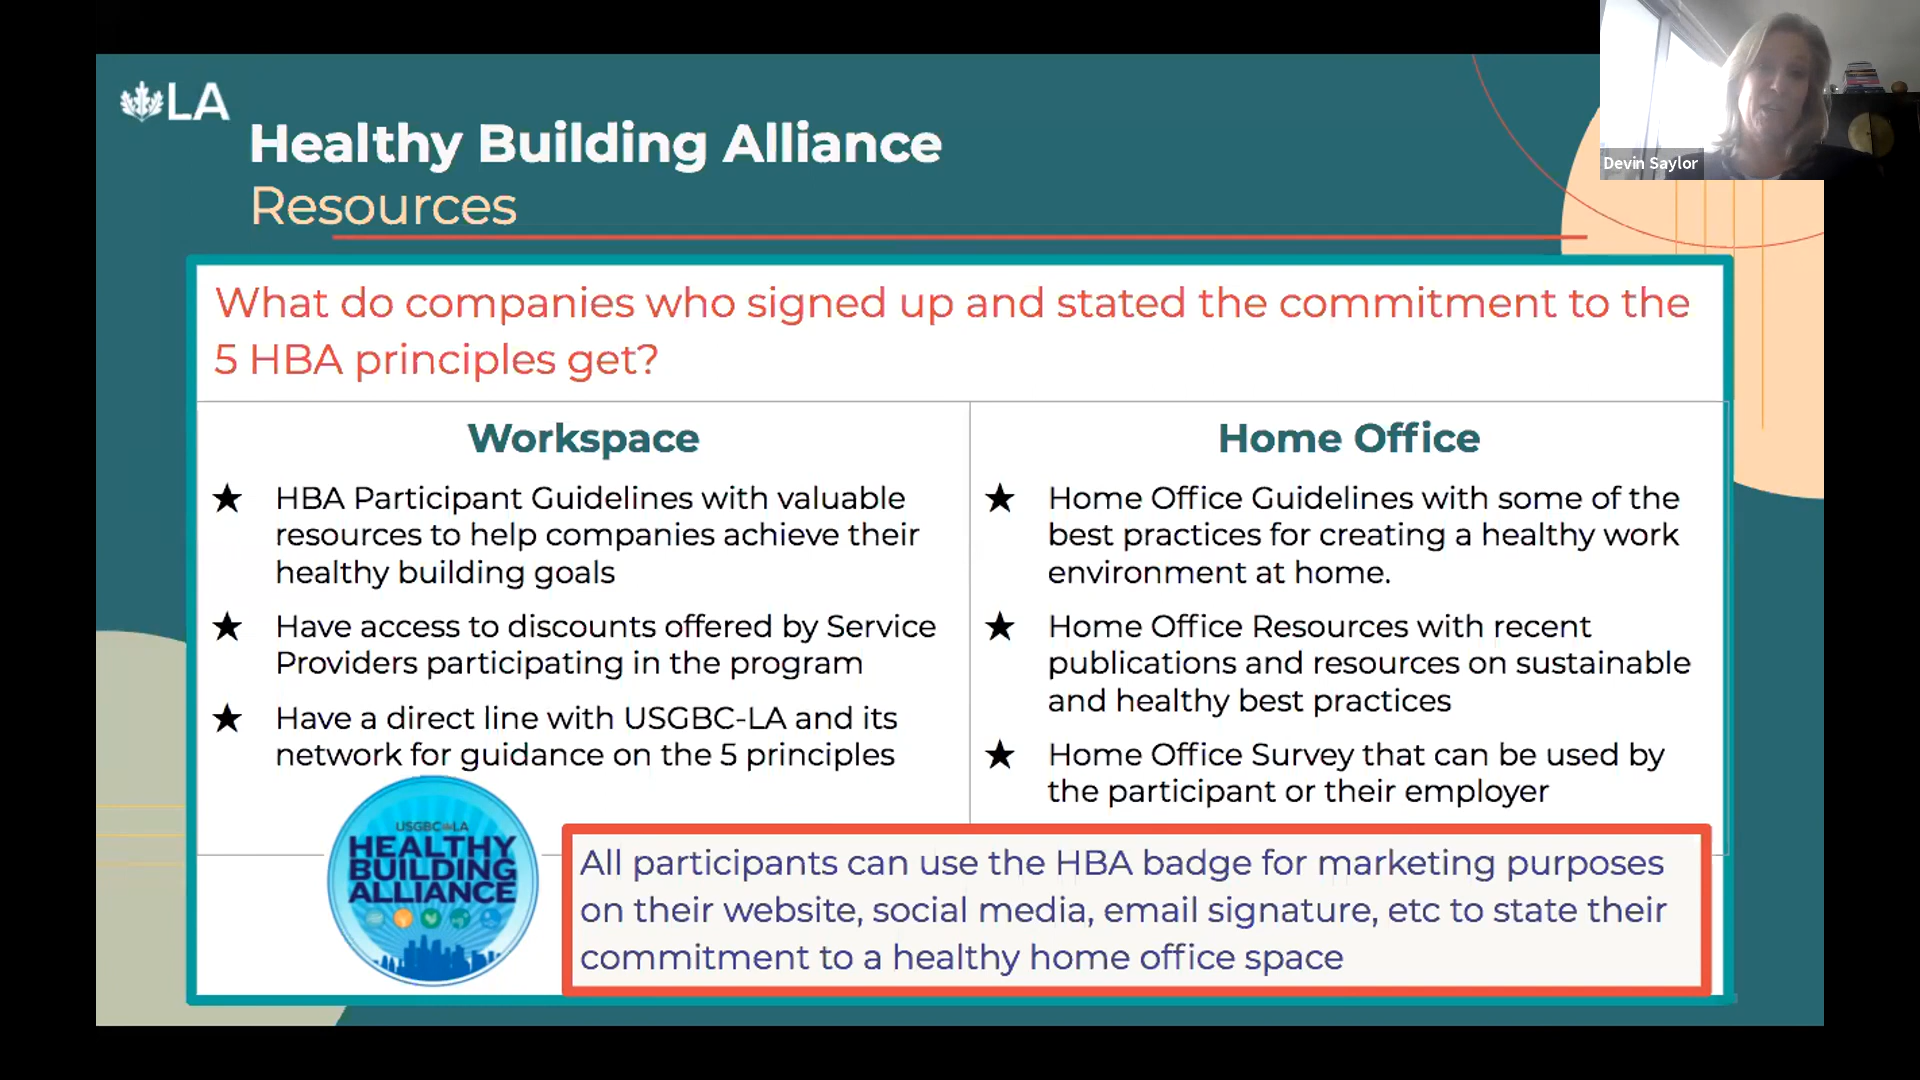 LA
Devin Saylor
Healthy Building Alliance
Resources
What do companies who signed up and stated the commitment to the
5 HBA principles get?
Workspace
★ HBA Participant Guidelines with valuable
resources to help companies achieve their
healthy building goals
★ Have access to discounts offered by Service
Providers participating in the program
★ Have a direct line with USGBC-LA and its
network for guidance on the 5 principles
Home Office
★ Home Office Guidelines with some of the
best practices for creating a healthy work
environment at home.
★ Home Office Resources with recent
publications and resources on sustainable
and healthy best practices
★ Home Office Survey that can be used by
the participant or their employer
USGBC LA
HEALTHY
BUILDING
ALLIANCE
All participants can use the HBA badge for marketing purposes
on their website, social media, email signature, etc to state their
commitment to a healthy home office space